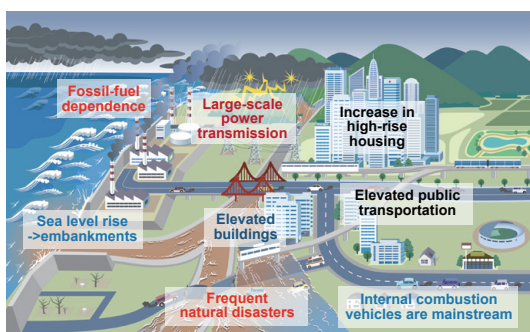 Fossil-fuel
dependence
Large-scale
power
transmission
Increase in
high-rise
housing
Elevated public
transportation
Sea level rise
->embankments
Elevated
buildings
Frequent
natural disasters
Internal combustion
vehicles are mainstream